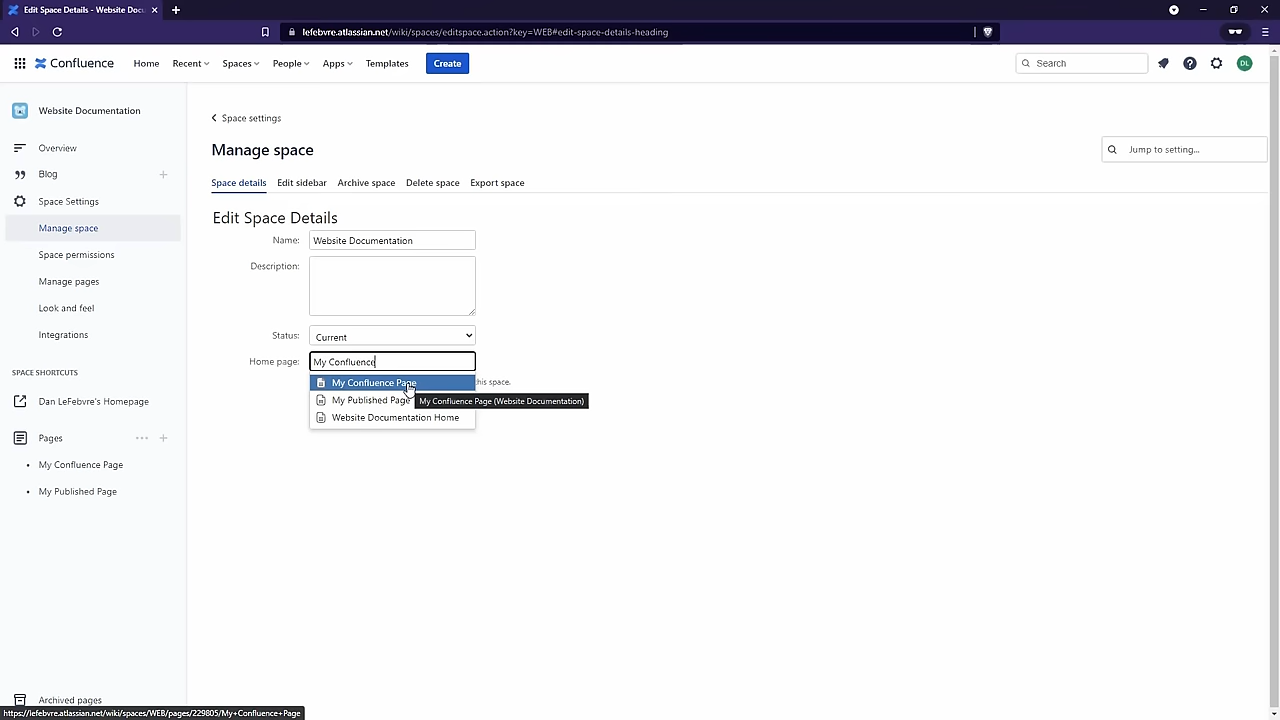 Edit Space Details - Website Docu
lefebvre.atlassian.net/wiki/spaces/editspace.action?key=WEB#edit-space-details-heading
Confluence Home Recent Spaces People Apps Templates Create Search DL
Website Documentation
Overview
Blog
Space Settings
Manage space
Space permissions
Manage pages
Look and feel
Integrations
SPACE SHORTCUTS
Dan LeFebvre's Homepage
Pages
My Confluence Page
My Published Page
Archived pages
Space settings
Manage space
Jump to setting...
Space details Edit sidebar Archive space Delete space Export space
Edit Space Details
Name: Website Documentation
Description:
Status: Current
Home page: My Confluence
My Confluence Page
this space.
My Published Page
My Confluence Page (Website Documentation)
Website Documentation Home
https://lefebvre.atlassian.net/wiki/spaces/WEB/pages/229805/My+Confluence+Page